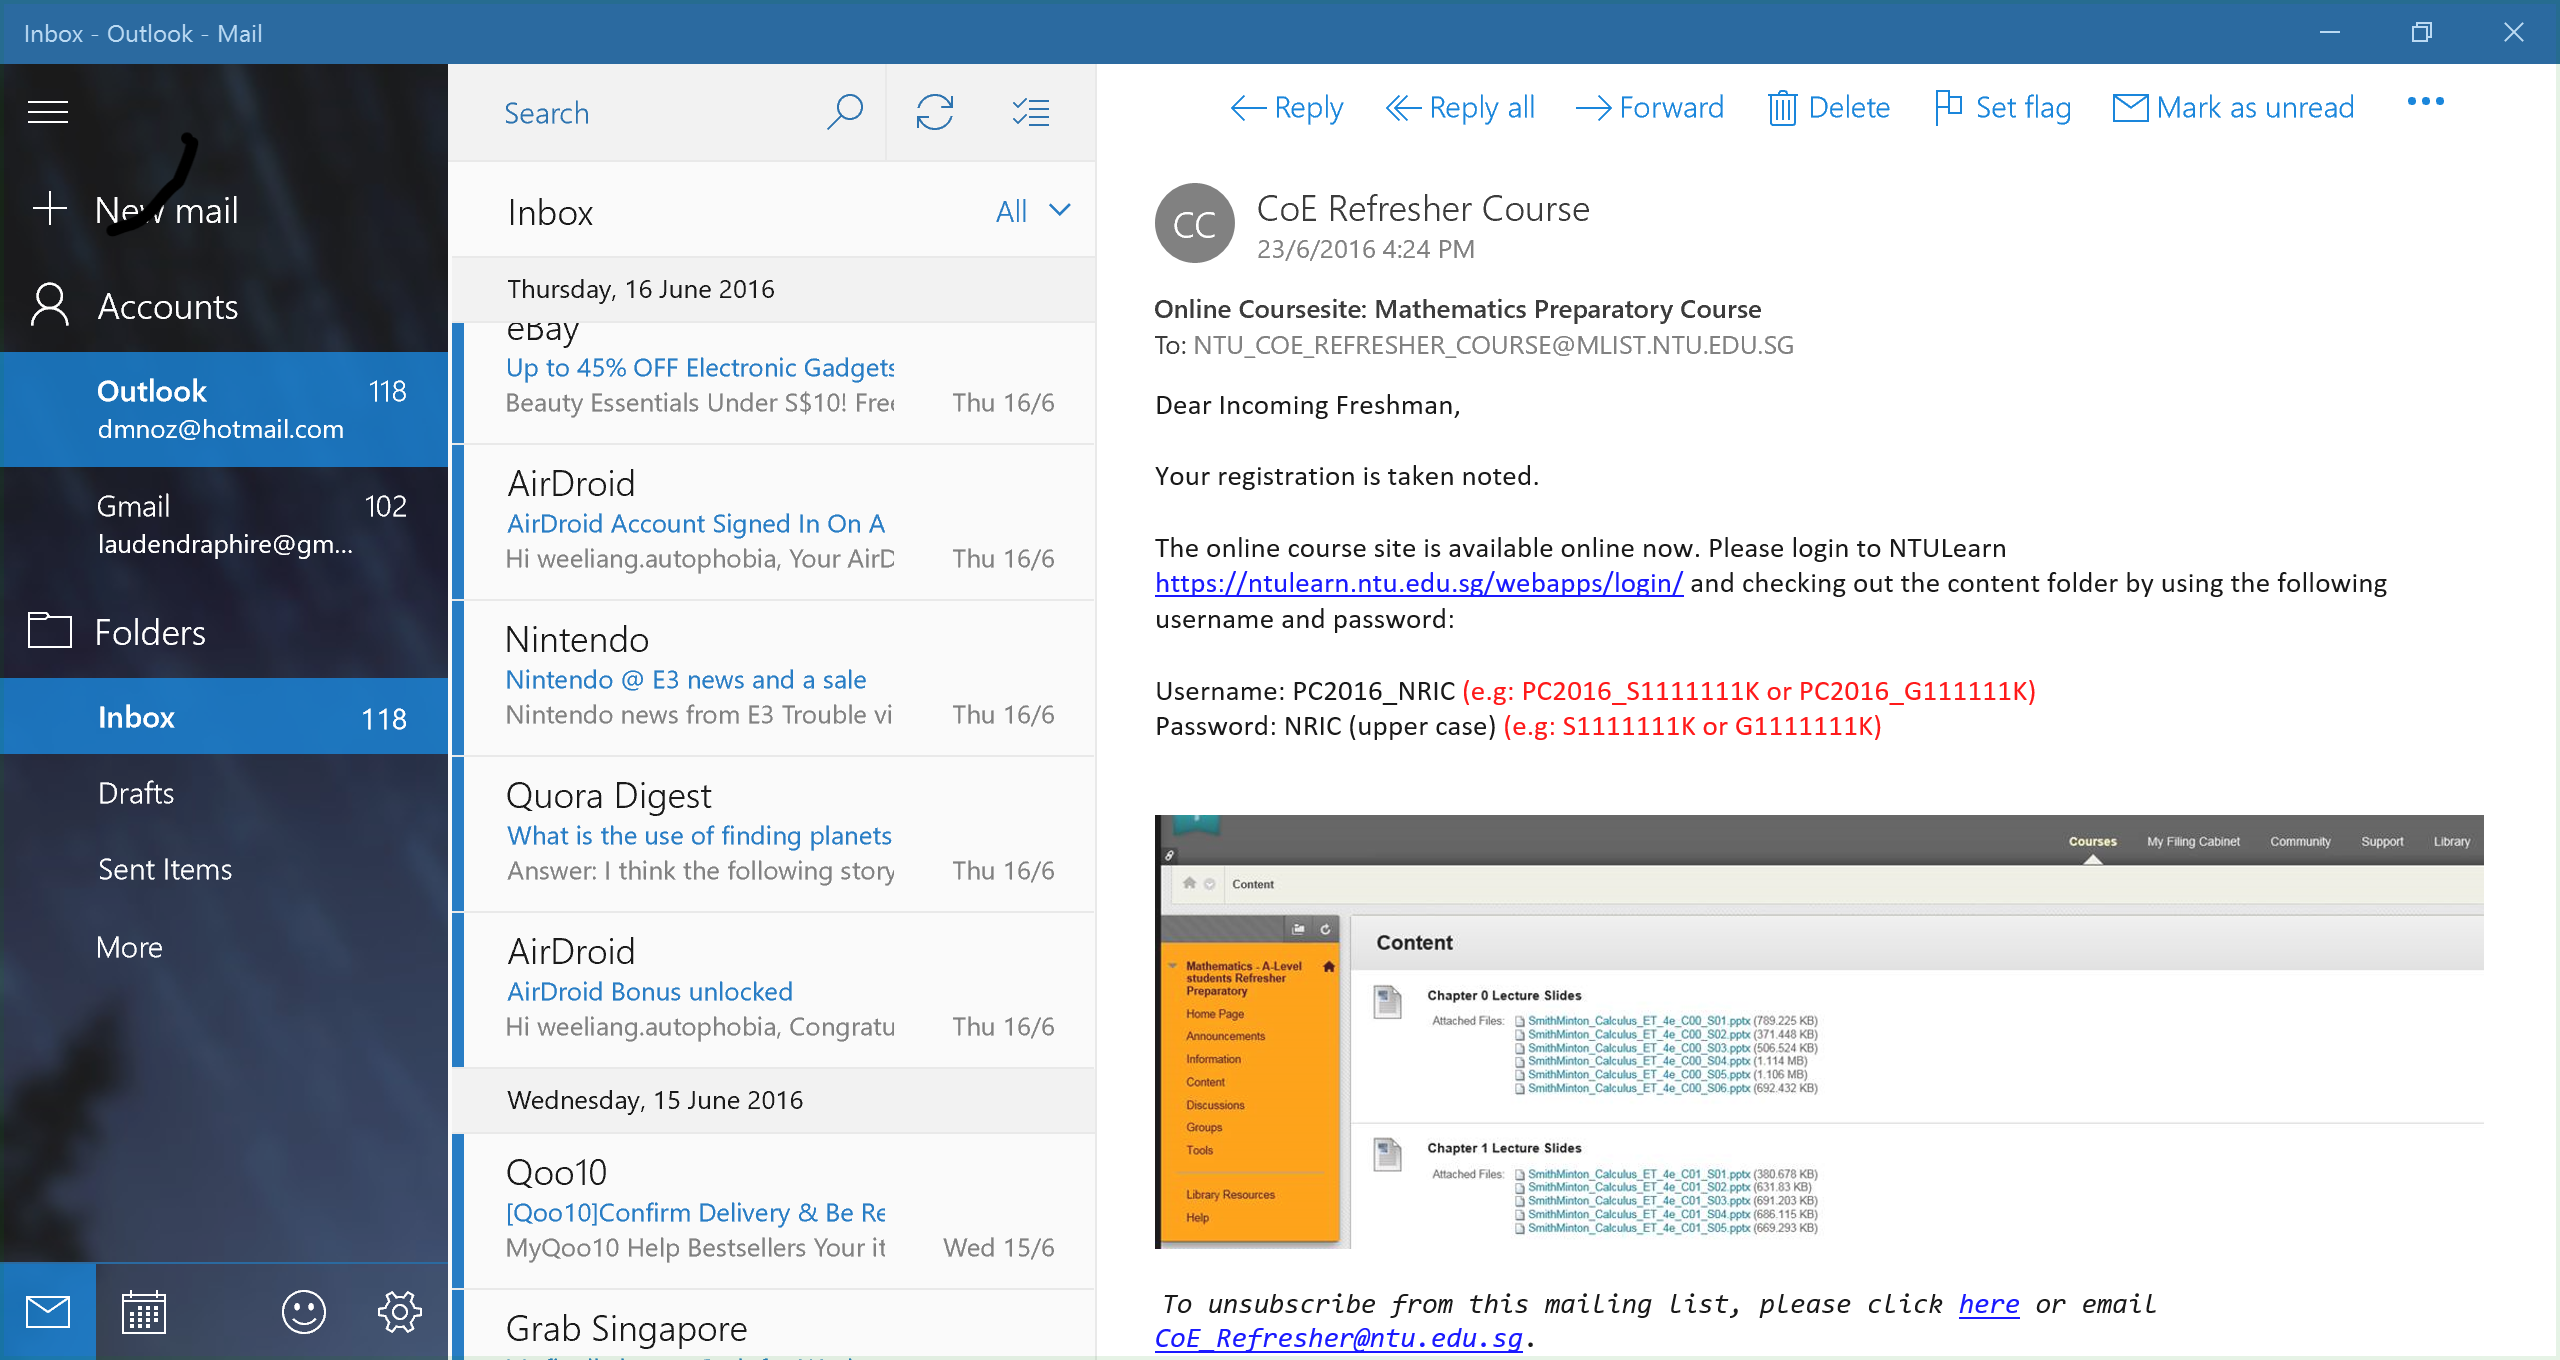 Inbox - Outlook - Mail
New mail
Accounts
Outlook 118
dmnoz@hotmail.com
Gmail 102
laudendraphire@gm...
Folders
Inbox 118
Drafts
Sent Items
More
Search
Inbox All
Thursday, 16 June 2016
eBay
Up to 45% OFF Electronic Gadgets
Beauty Essentials Under S$10! Free Thu 16/6
AirDroid
AirDroid Account Signed In On A
Hi weeliang.autophobia, Your AirD Thu 16/6
Nintendo
Nintendo @ E3 news and a sale
Nintendo news from E3 Trouble vi Thu 16/6
Quora Digest
What is the use of finding planets
Answer: I think the following story Thu 16/6
AirDroid
AirDroid Bonus unlocked
Hi weeliang.autophobia, Congratu Thu 16/6
Wednesday, 15 June 2016
Qoo10
[Qoo10]Confirm Delivery & Be Re
MyQoo10 Help Bestsellers Your it Wed 15/6
Grab Singapore
Reply Reply all Forward Delete Set flag Mark as unread
CC
CoE Refresher Course
23/6/2016 4:24 PM
Online Coursesite: Mathematics Preparatory Course
To: NTU_COE_REFRESHER_COURSE@MLIST.NTU.EDU.SG
Dear Incoming Freshman,
Your registration is taken noted.
The online course site is available online now. Please login to NTULearn
https://ntulearn.ntu.edu.sg/webapps/login/ and checking out the content folder by using the following
username and password:
Username: PC2016_NRIC (e.g: PC2016_S1111111K or PC2016_G111111K)
Password: NRIC (upper case) (e.g: S1111111K or G1111111K)
Courses My Filing Cabinet Community Support Library
Content
Mathematics - A-Level
students Refresher
Preparatory
Home Page
Announcements
Information
Content
Discussions
Groups
Tools
Library Resources
Help
Content
Chapter 0 Lecture Slides
Attached Files: SmithMinton_Calculus_ET_4e_C00_S01.pptx (789.225 KB)
SmithMinton_Calculus_ET_4e_C00_S02.pptx (371.448 KB)
SmithMinton_Calculus_ET_4e_C00_S03.pptx (506.524 KB)
SmithMinton_Calculus_ET_4e_C00_S04.pptx (1.114 MB)
SmithMinton_Calculus_ET_4e_C00_S05.pptx (1.106 MB)
SmithMinton_Calculus_ET_4e_C00_S06.pptx (692.432 KB)
Chapter 1 Lecture Slides
Attached Files: SmithMinton_Calculus_ET_4e_C01_S01.pptx (380.678 KB)
SmithMinton_Calculus_ET_4e_C01_S02.pptx (631.83 KB)
SmithMinton_Calculus_ET_4e_C01_S03.pptx (691.203 KB)
SmithMinton_Calculus_ET_4e_C01_S04.pptx (686.115 KB)
SmithMinton_Calculus_ET_4e_C01_S05.pptx (669.293 KB)
To unsubscribe from this mailing list, please click here or email
CoE_Refresher@ntu.edu.sg.